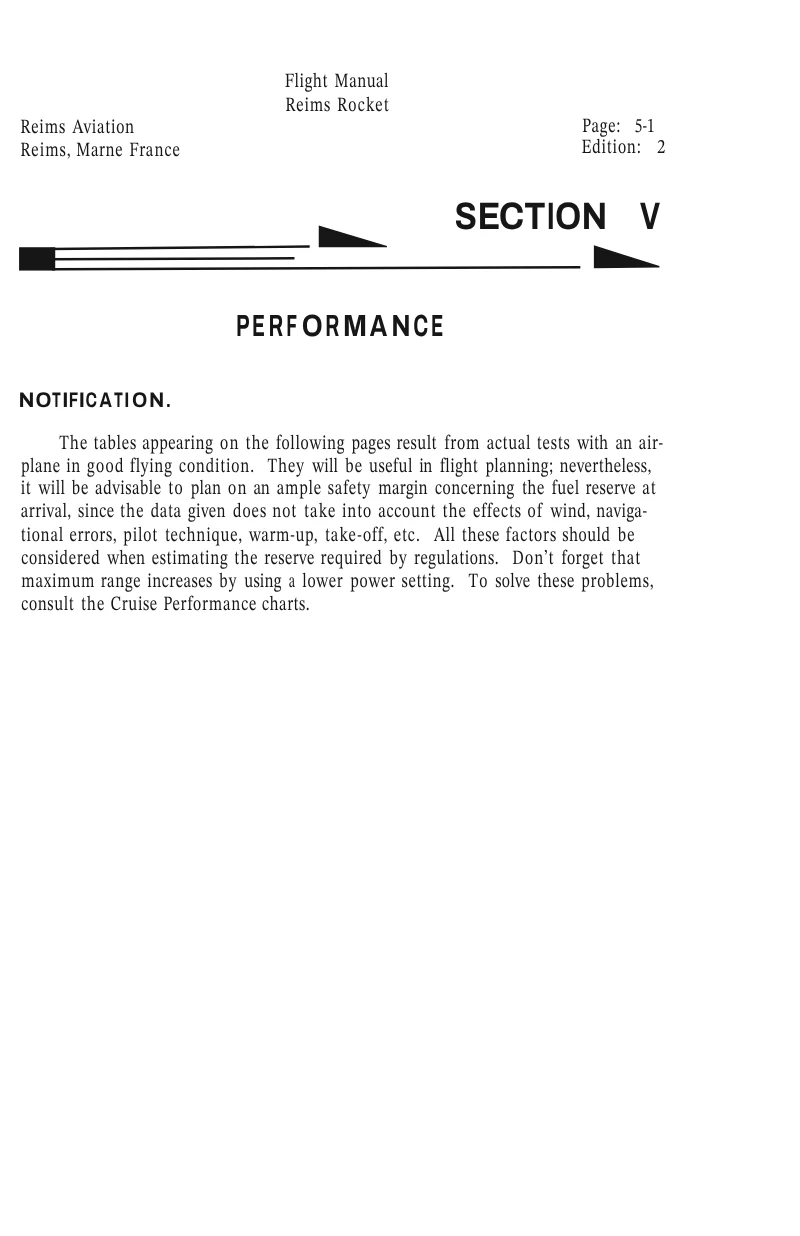 Flight Manual
Reims Rocket
Reims Aviation
Page: 5-1
Reims, Marne France
Edition: 2
SECTION V
PERFORMANCE
NOTIFICATION.
The tables appearing on the following pages result from actual tests with an air-
plane in good flying condition. They will be useful in flight planning; nevertheless,
it will be advisable to plan on an ample safety margin concerning the fuel reserve at
arrival, since the data given does not take into account the effects of wind, naviga-
tional errors, pilot technique, warm-up, take-off, etc. All these factors should be
considered when estimating the reserve required by regulations. Don't forget that
maximum range increases by using a lower power setting. To solve these problems,
consult the Cruise Performance charts.